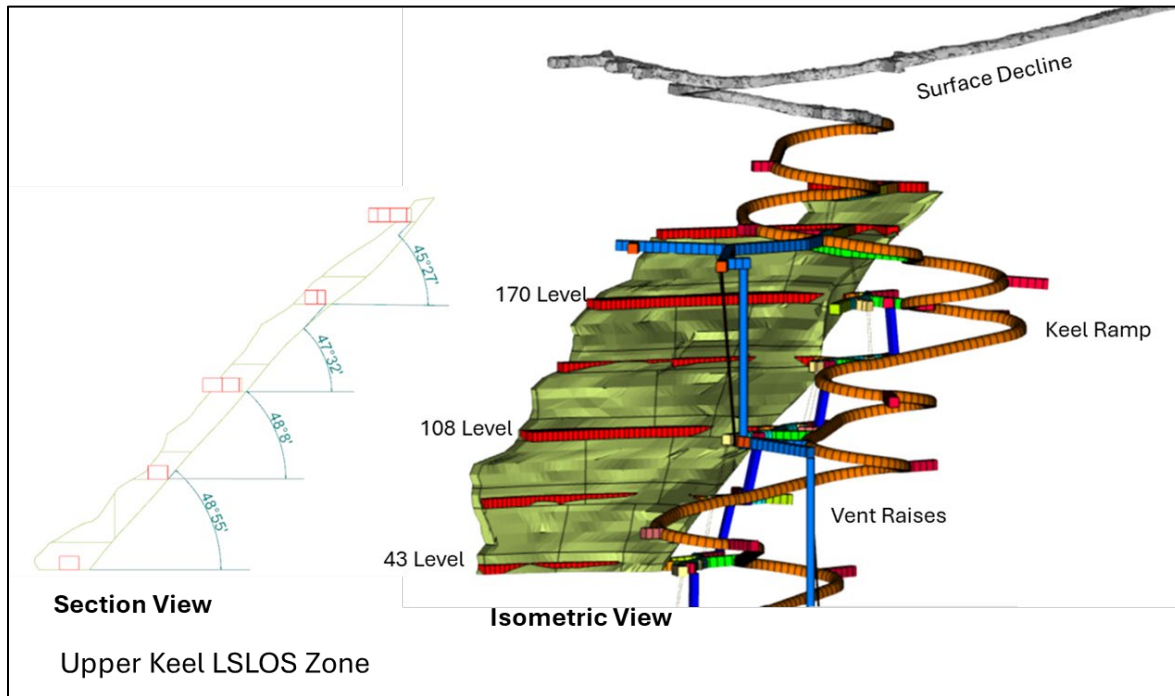 Surface Decline
45°27'
170 Level
47°32'
Keel Ramp
108 Level
48°8'
48°55'
Vent Raises
43 Level
Section View
Isometric View
Upper Keel LSLOS Zone